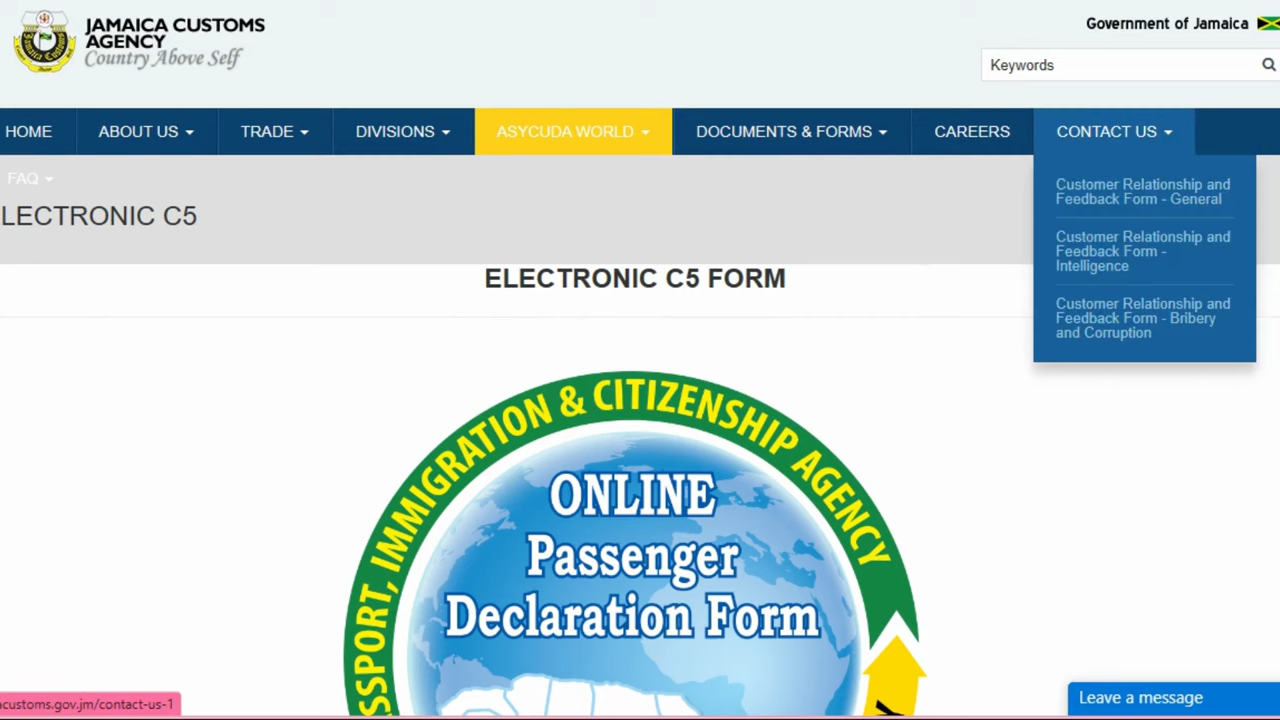 JAMAICA CUSTOMS
AGENCY
Country Above Self
Government of Jamaica
Keywords
HOME
ABOUT US
TRADE
DIVISIONS
ASYCUDA WORLD
DOCUMENTS & FORMS
CAREERS
CONTACT US
FAQ
LECTRONIC C5
Customer Relationship and
Feedback Form - General
Customer Relationship and
Feedback Form -
Intelligence
Customer Relationship and
Feedback Form - Bribery
and Corruption
ELECTRONIC C5 FORM
SSPORT, IMMIGRATION & CITIZENSHIP AGENCY
ONLINE
Passenger
Declaration Form
acustoms.gov.jm/contact-us-1
Leave a message